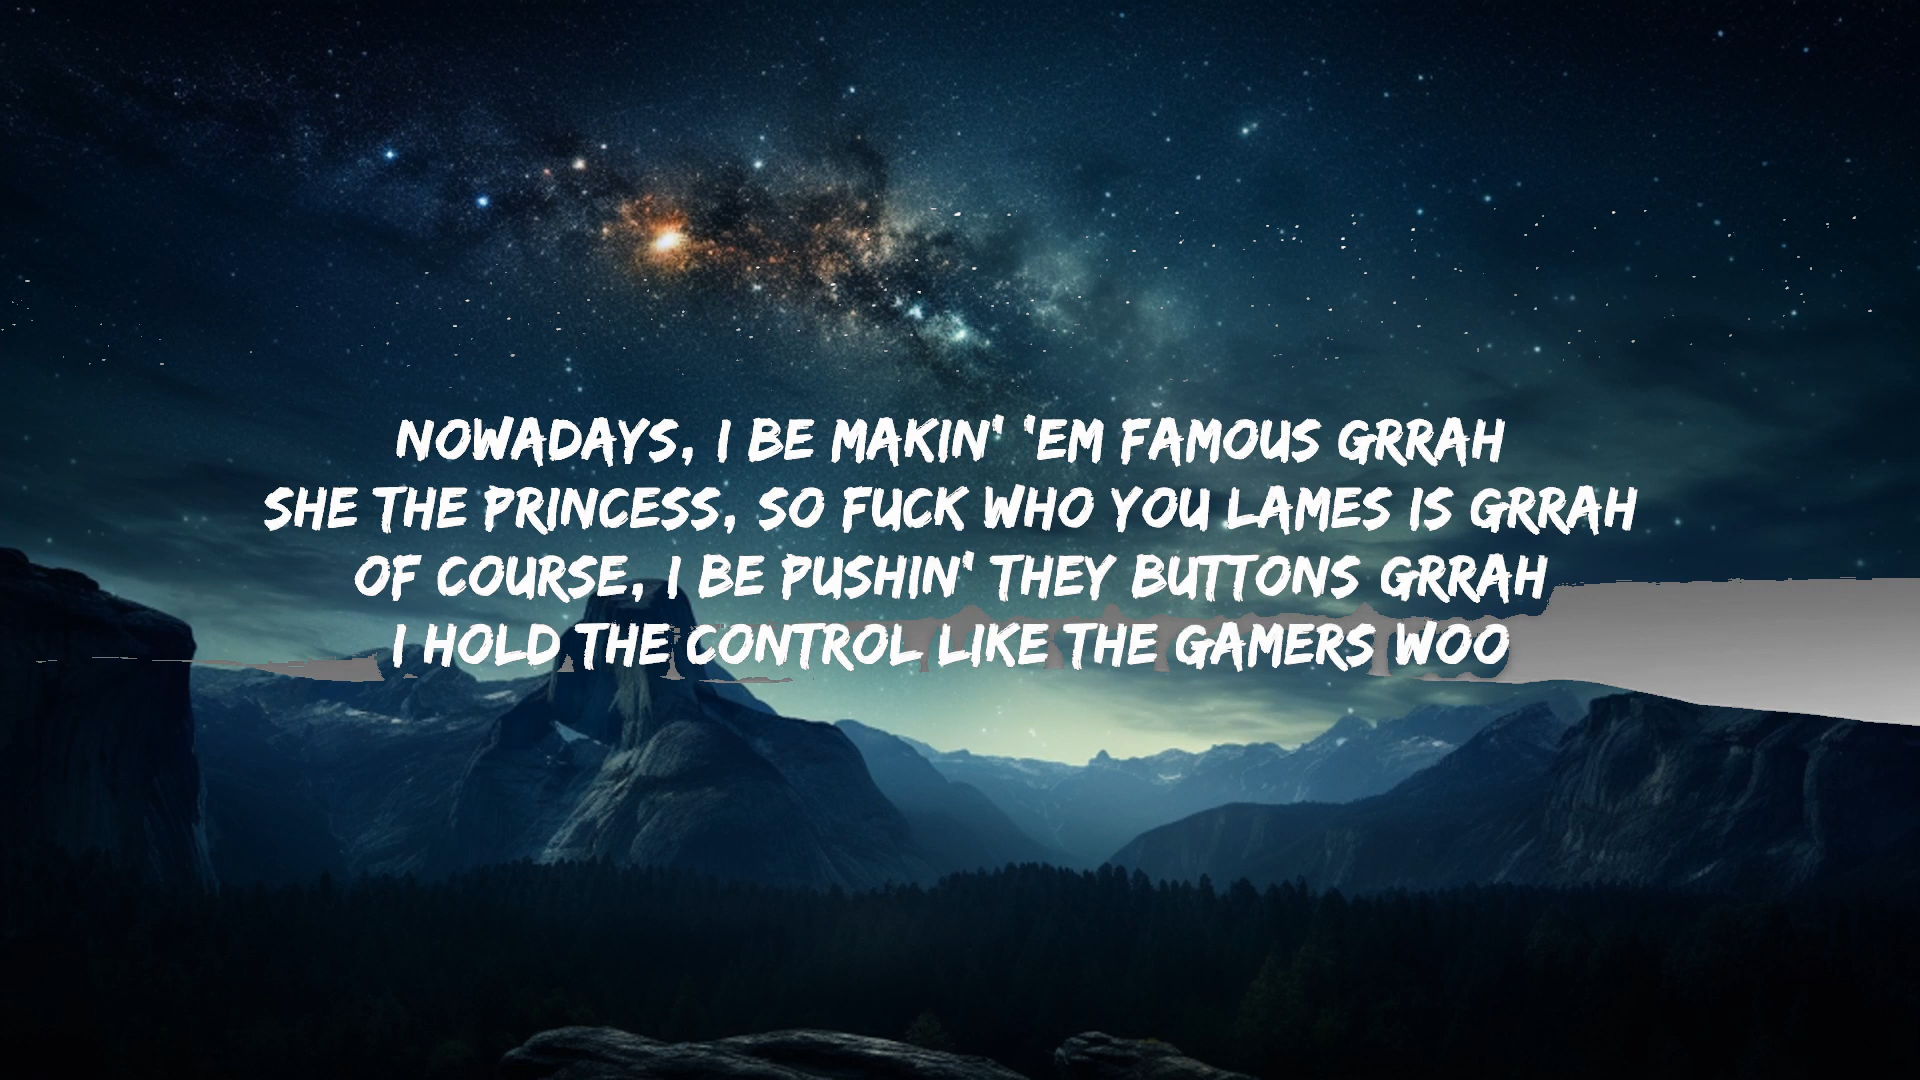 NOWADAYS, I BE MAKIN' 'EM FAMOUS GRRAH
SHE THE PRINCESS, SO FUCK WHO YOU LAMES IS GRRAH
OF COURSE, I BE PUSHIN' THEY BUTTONS GRRAH
I HOLD THE CONTROL LIKE THE GAMERS WOO